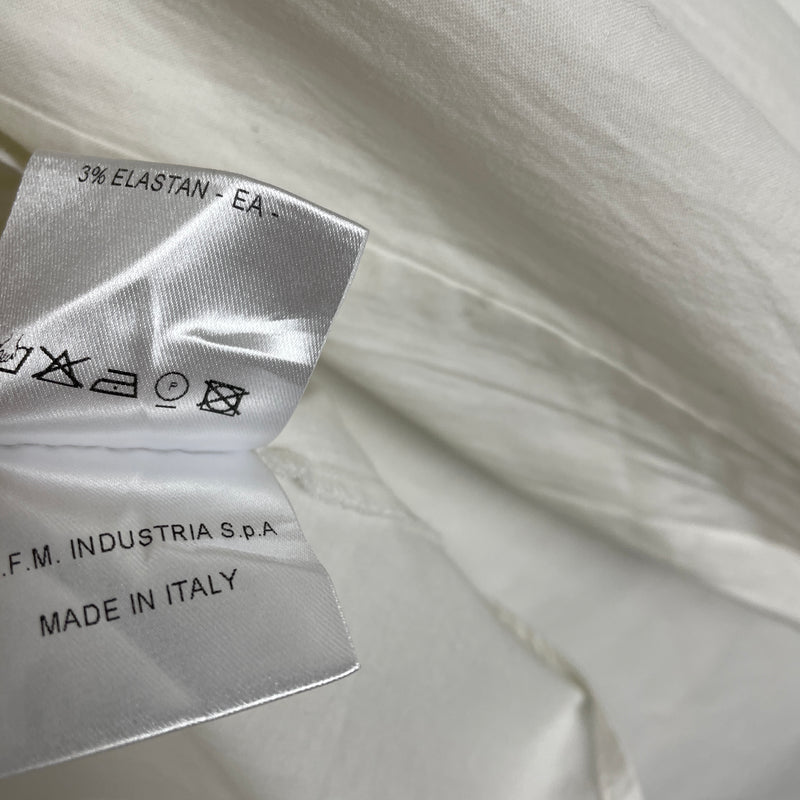 3% ELASTAN - EA -
P
.F.M. INDUSTRIA S.p.A
MADE IN ITALY